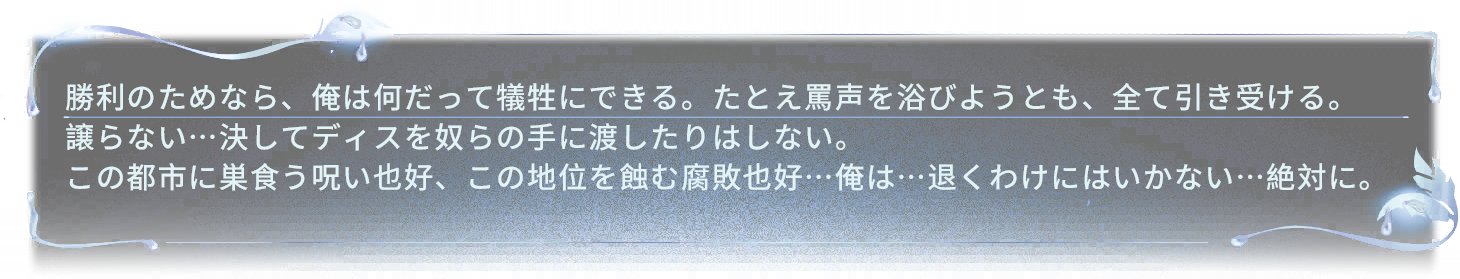 勝利のためなら、俺は何だって犠牲にできる。たとえ罵声を浴びようとも、全て引き受ける。
譲らない…決してディスを奴らの手に渡したりはしない。
この都市に巣食う呪い也好、この地位を蝕む腐敗也好…俺は…退くわけにはいかない…絶対に。